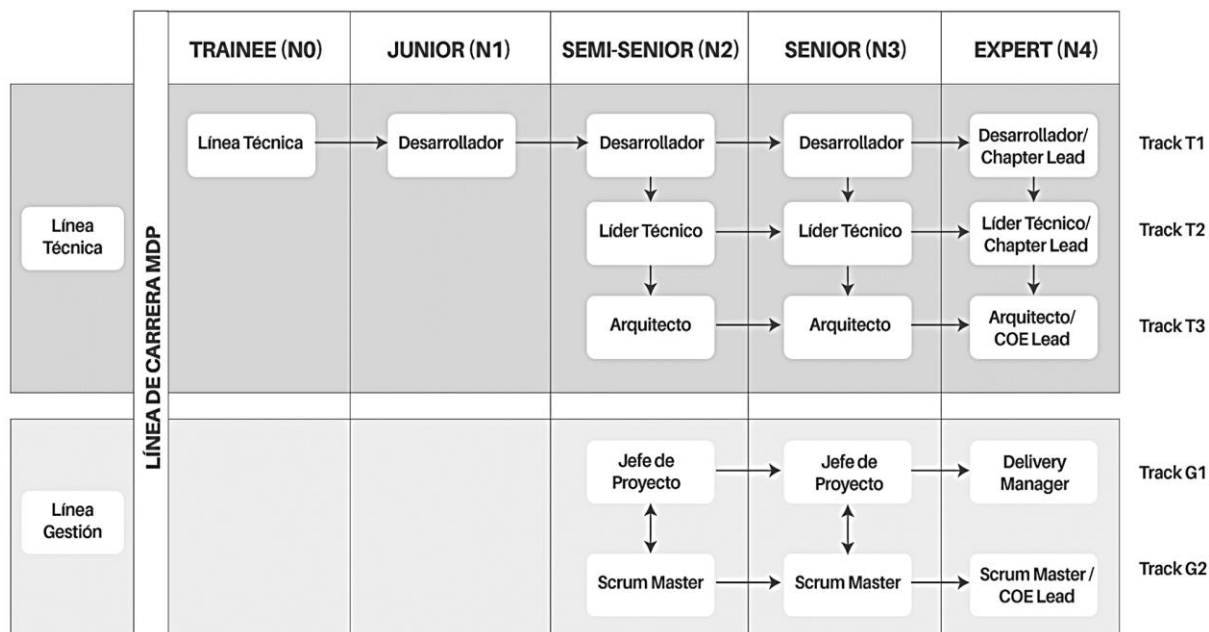 TRAINEE (N0)
JUNIOR (N1)
SEMI-SENIOR (N2)
SENIOR (N3)
EXPERT (N4)
LÍNEA DE CARRERA MDP
Línea
Técnica
Línea Técnica
Desarrollador
Desarrollador
Desarrollador
Desarrollador/
Chapter Lead
Track T1
Líder Técnico
Líder Técnico
Líder Técnico/
Chapter Lead
Track T2
Arquitecto
Arquitecto
Arquitecto/
COE Lead
Track T3
Línea
Gestión
Jefe de
Proyecto
Jefe de
Proyecto
Delivery
Manager
Track G1
Scrum Master
Scrum Master
Scrum Master /
COE Lead
Track G2